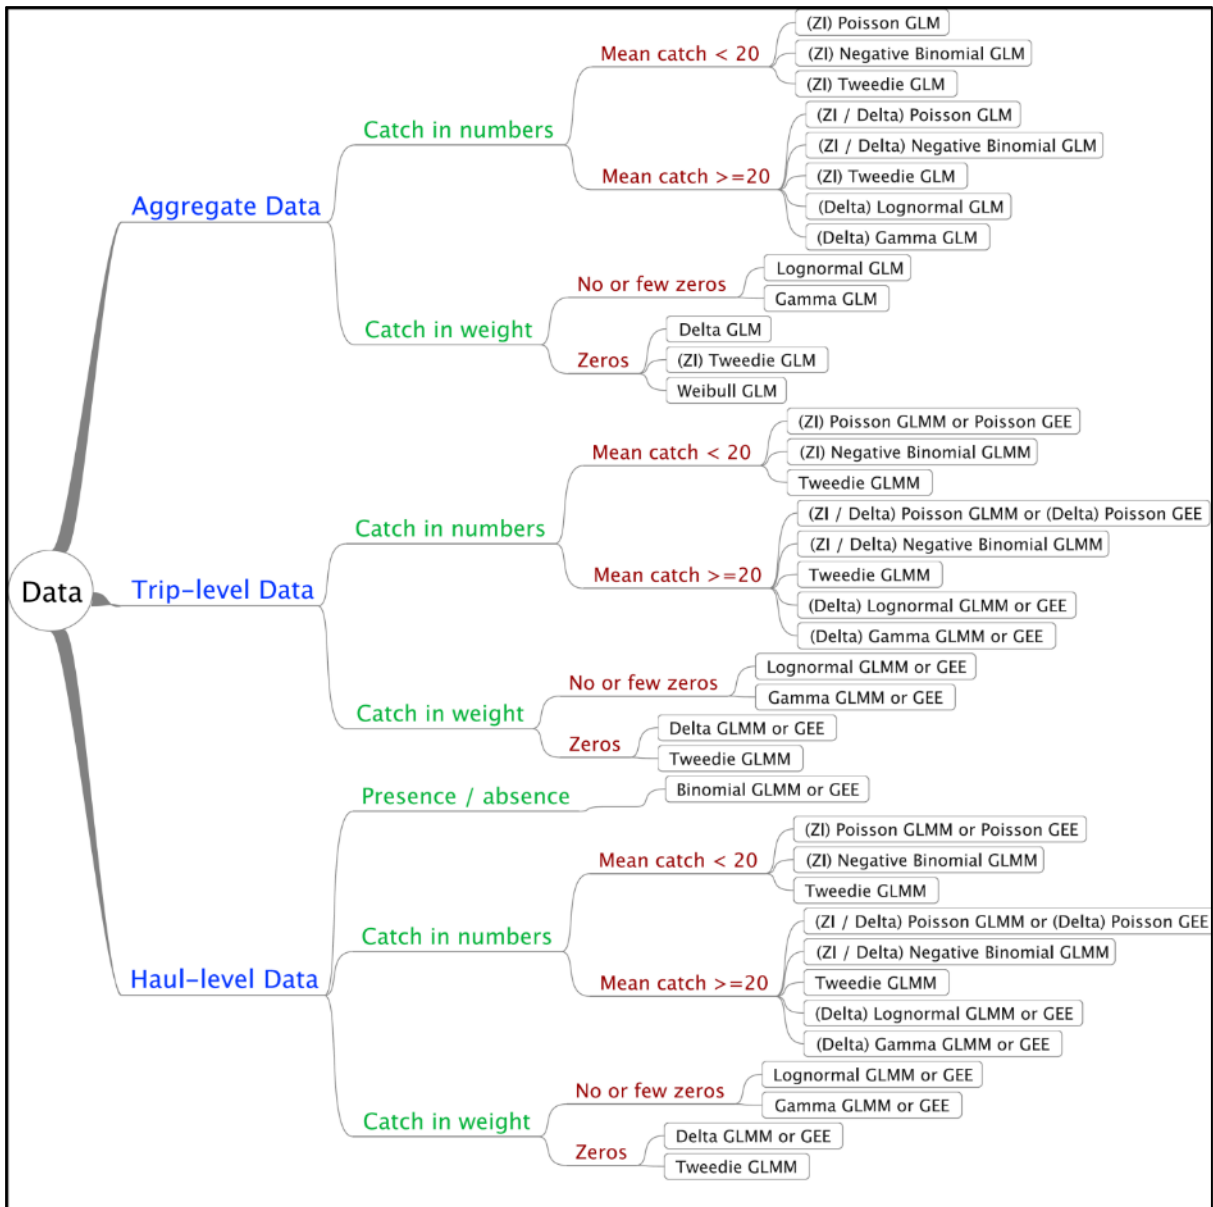 Data
Aggregate Data
Catch in numbers
Mean catch < 20
(ZI) Poisson GLM
(ZI) Negative Binomial GLM
(ZI) Tweedie GLM
Mean catch >=20
(ZI / Delta) Poisson GLM
(ZI / Delta) Negative Binomial GLM
(ZI) Tweedie GLM
(Delta) Lognormal GLM
(Delta) Gamma GLM
Catch in weight
No or few zeros
Lognormal GLM
Gamma GLM
Zeros
Delta GLM
(ZI) Tweedie GLM
Weibull GLM
Trip-level Data
Catch in numbers
Mean catch < 20
(ZI) Poisson GLMM or Poisson GEE
(ZI) Negative Binomial GLMM
Tweedie GLMM
Mean catch >=20
(ZI / Delta) Poisson GLMM or (Delta) Poisson GEE
(ZI / Delta) Negative Binomial GLMM
Tweedie GLMM
(Delta) Lognormal GLMM or GEE
(Delta) Gamma GLMM or GEE
Catch in weight
No or few zeros
Lognormal GLMM or GEE
Gamma GLMM or GEE
Zeros
Delta GLMM or GEE
Tweedie GLMM
Haul-level Data
Presence / absence
Binomial GLMM or GEE
Catch in numbers
Mean catch < 20
(ZI) Poisson GLMM or Poisson GEE
(ZI) Negative Binomial GLMM
Tweedie GLMM
Mean catch >=20
(ZI / Delta) Poisson GLMM or (Delta) Poisson GEE
(ZI / Delta) Negative Binomial GLMM
Tweedie GLMM
(Delta) Lognormal GLMM or GEE
(Delta) Gamma GLMM or GEE
Catch in weight
No or few zeros
Lognormal GLMM or GEE
Gamma GLMM or GEE
Zeros
Delta GLMM or GEE
Tweedie GLMM